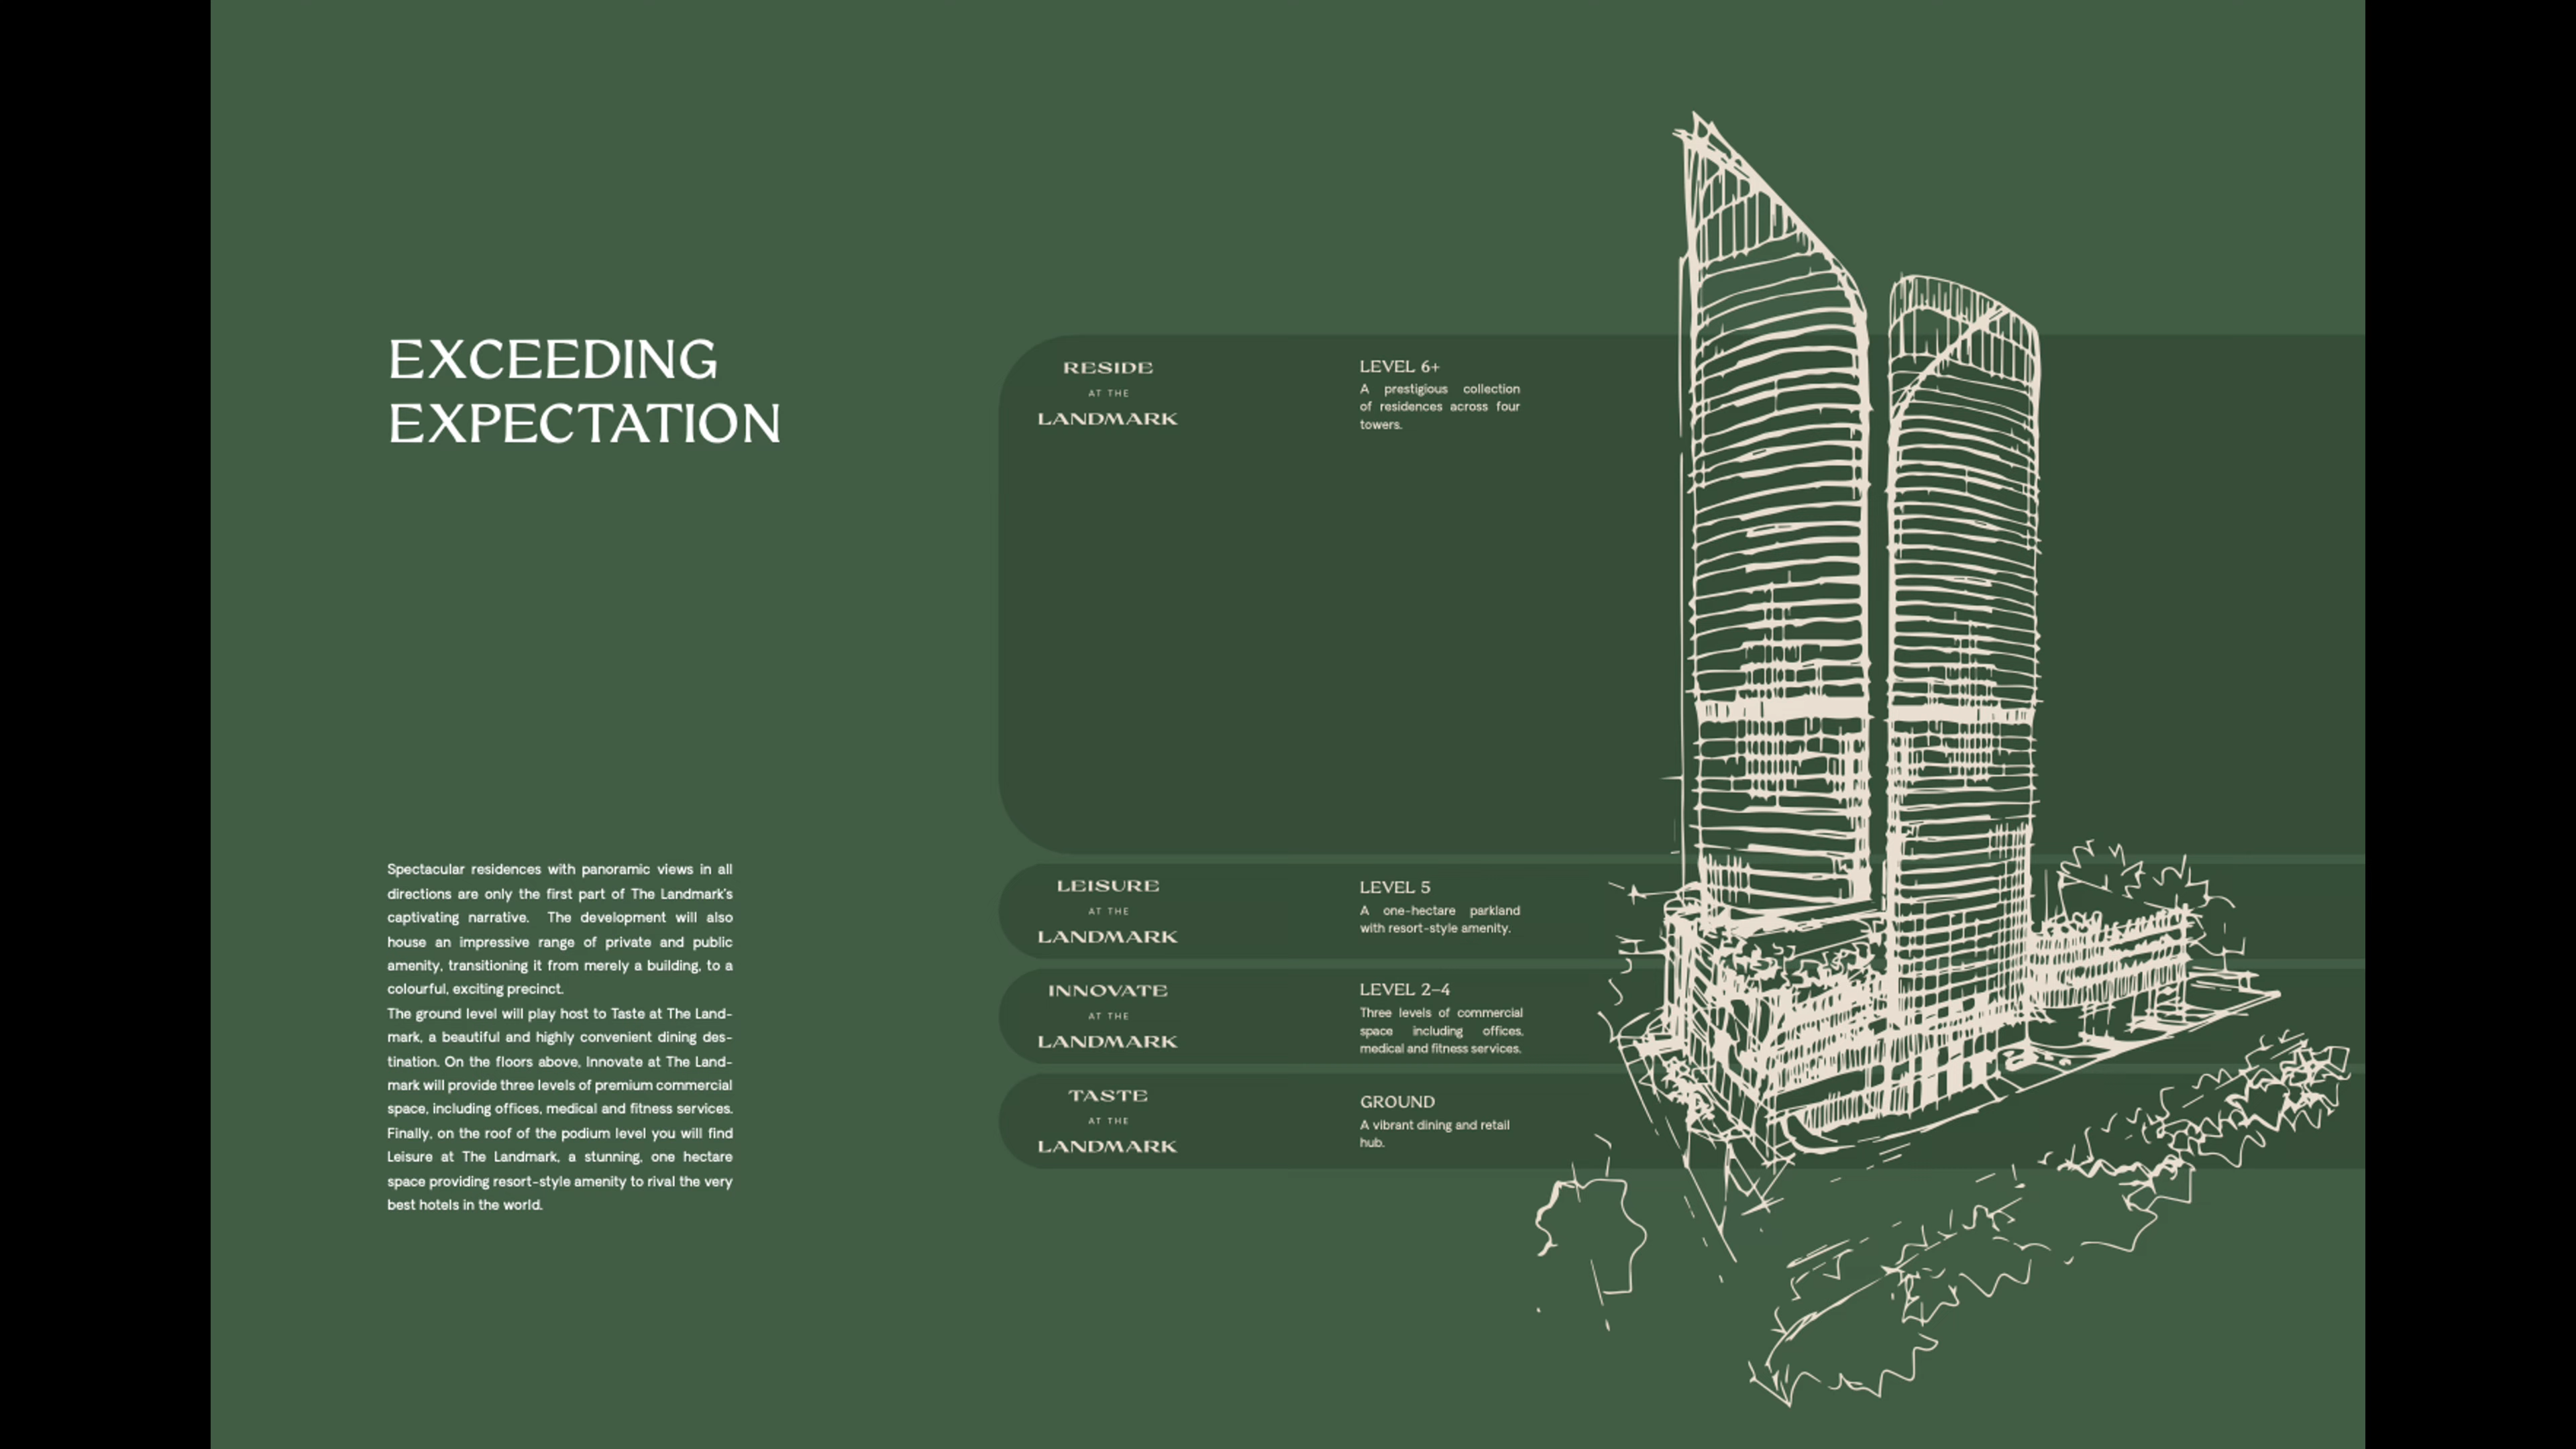 EXCEEDING
EXPECTATION
Spectacular residences with panoramic views in all
directions are only the first part of The Landmark's
captivating narrative. The development will also
house an impressive range of private and public
amenity, transitioning it from merely a building, to a
colourful, exciting precinct.
The ground level will play host to Taste at The Land-
mark, a beautiful and highly convenient dining des-
tination. On the floors above, Innovate at The Land-
mark will provide three levels of premium commercial
space, including offices, medical and fitness services.
Finally, on the roof of the podium level you will find
Leisure at The Landmark, a stunning, one hectare
space providing resort-style amenity to rival the very
best hotels in the world.
RESIDE
AT THE
LANDMARK
LEVEL 6+
A prestigious collection
of residences across four
towers.
LEISURE
AT THE
LANDMARK
LEVEL 5
A one-hectare parkland
with resort-style amenity.
INNOVATE
AT THE
LANDMARK
LEVEL 2–4
Three levels of commercial
space including offices,
medical and fitness services.
TASTE
AT THE
LANDMARK
GROUND
A vibrant dining and retail
hub.